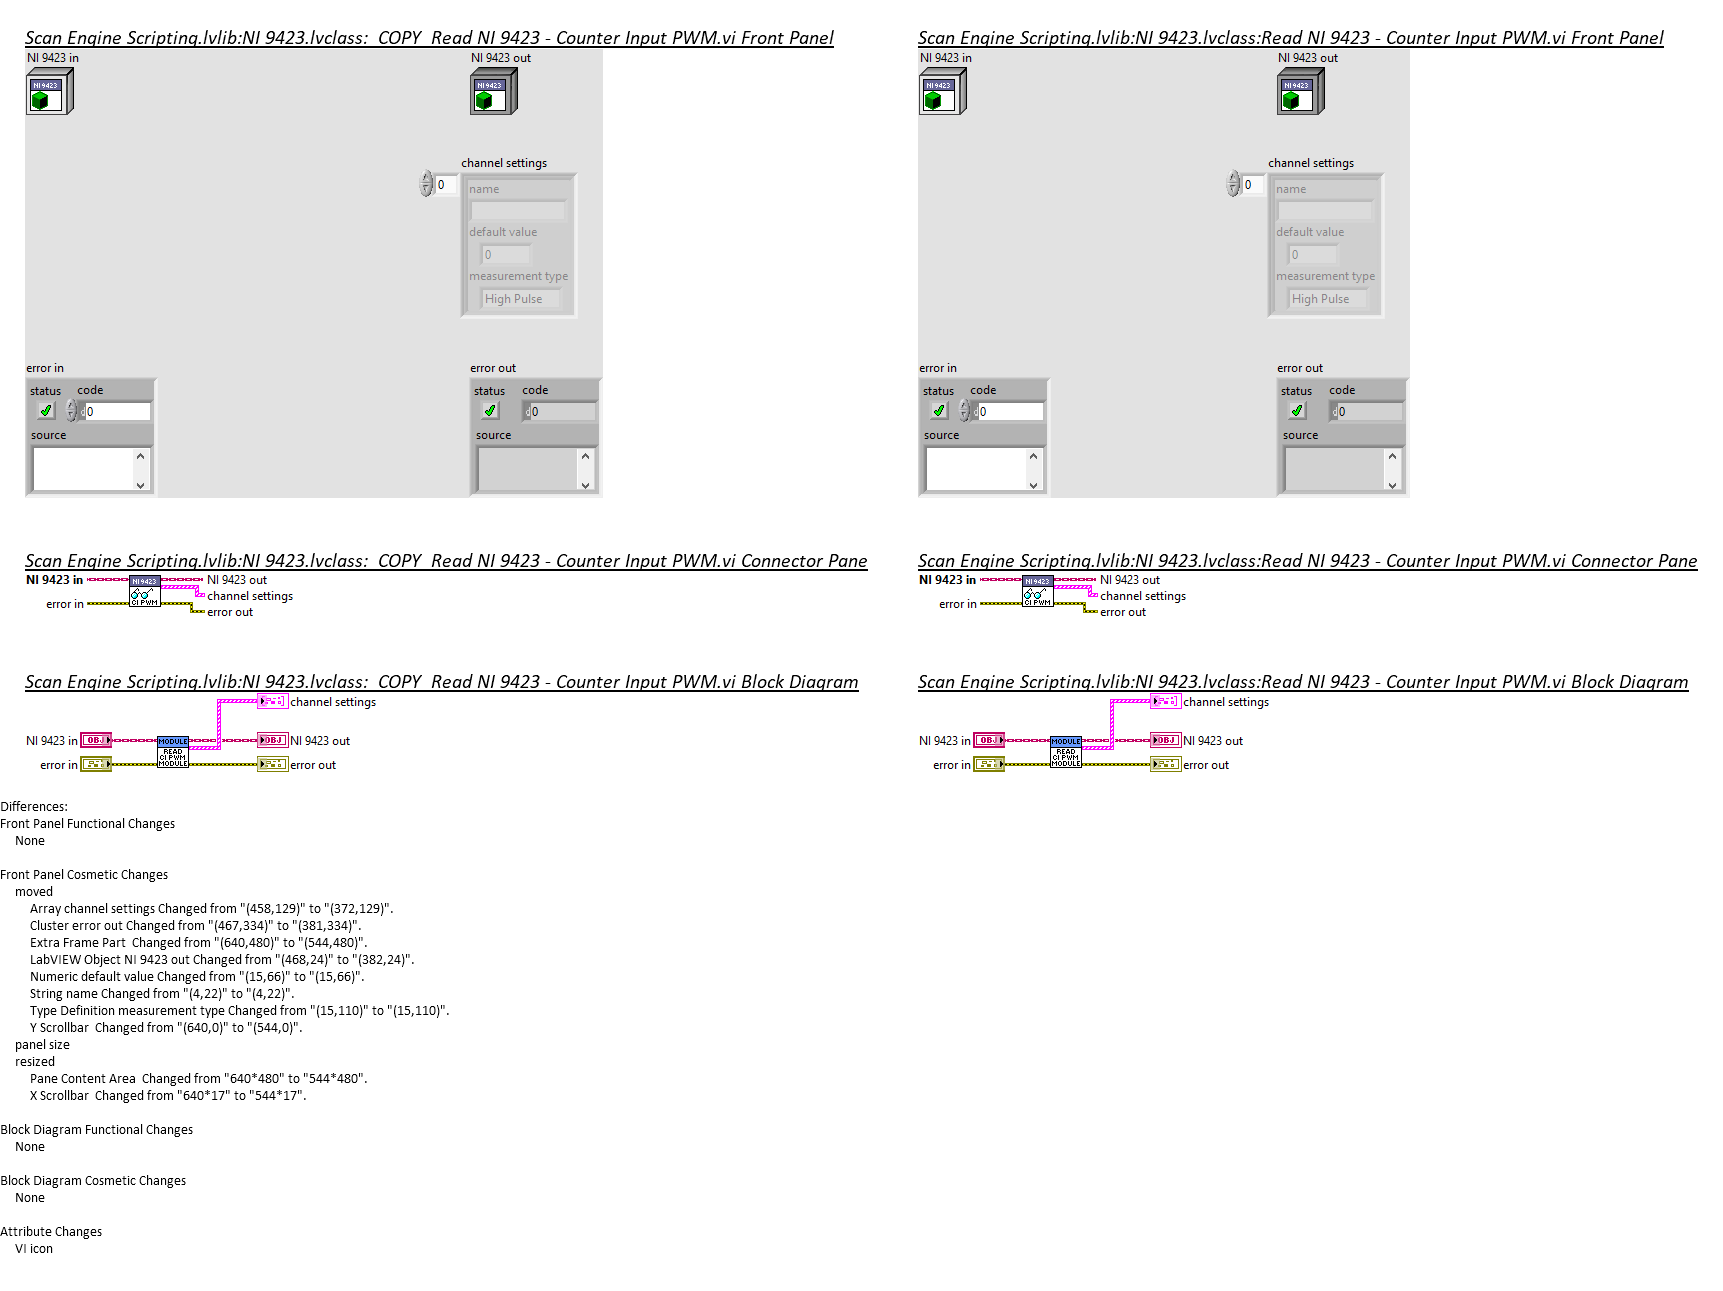 Scan Engine Scripting.lvlib:NI 9423.lvclass:_COPY_Read NI 9423 - Counter Input PWM.vi Front Panel
NI 9423 in
NI 9423 out
NI 9423
NI 9423
channel settings
0
name
default value
0
measurement type
High Pulse
error in
error out
status code
0
source
status code
0
source
Scan Engine Scripting.lvlib:NI 9423.lvclass:Read NI 9423 - Counter Input PWM.vi Front Panel
NI 9423 in
NI 9423 out
NI 9423
NI 9423
channel settings
0
name
default value
0
measurement type
High Pulse
error in
error out
status code
0
source
status code
0
source
Scan Engine Scripting.lvlib:NI 9423.lvclass:_COPY_Read NI 9423 - Counter Input PWM.vi Connector Pane
NI 9423 in
NI 9423
NI 9423 out
channel settings
error in
CI PWM
error out
Scan Engine Scripting.lvlib:NI 9423.lvclass:Read NI 9423 - Counter Input PWM.vi Connector Pane
NI 9423 in
NI 9423
NI 9423 out
channel settings
error in
CI PWM
error out
Scan Engine Scripting.lvlib:NI 9423.lvclass:_COPY_Read NI 9423 - Counter Input PWM.vi Block Diagram
channel settings
NI 9423 in
OBJ
MODULE
READ
CI PWM
MODULE
OBJ
NI 9423 out
error in
error out
Scan Engine Scripting.lvlib:NI 9423.lvclass:Read NI 9423 - Counter Input PWM.vi Block Diagram
channel settings
NI 9423 in
OBJ
MODULE
READ
CI PWM
MODULE
OBJ
NI 9423 out
error in
error out
Differences:
Front Panel Functional Changes
None
Front Panel Cosmetic Changes
moved
Array channel settings Changed from "(458,129)" to "(372,129)".
Cluster error out Changed from "(467,334)" to "(381,334)".
Extra Frame Part  Changed from "(640,480)" to "(544,480)".
LabVIEW Object NI 9423 out Changed from "(468,24)" to "(382,24)".
Numeric default value Changed from "(15,66)" to "(15,66)".
String name Changed from "(4,22)" to "(4,22)".
Type Definition measurement type Changed from "(15,110)" to "(15,110)".
Y Scrollbar  Changed from "(640,0)" to "(544,0)".
panel size
resized
Pane Content Area  Changed from "640*480" to "544*480".
X Scrollbar  Changed from "640*17" to "544*17".
Block Diagram Functional Changes
None
Block Diagram Cosmetic Changes
None
Attribute Changes
VI icon